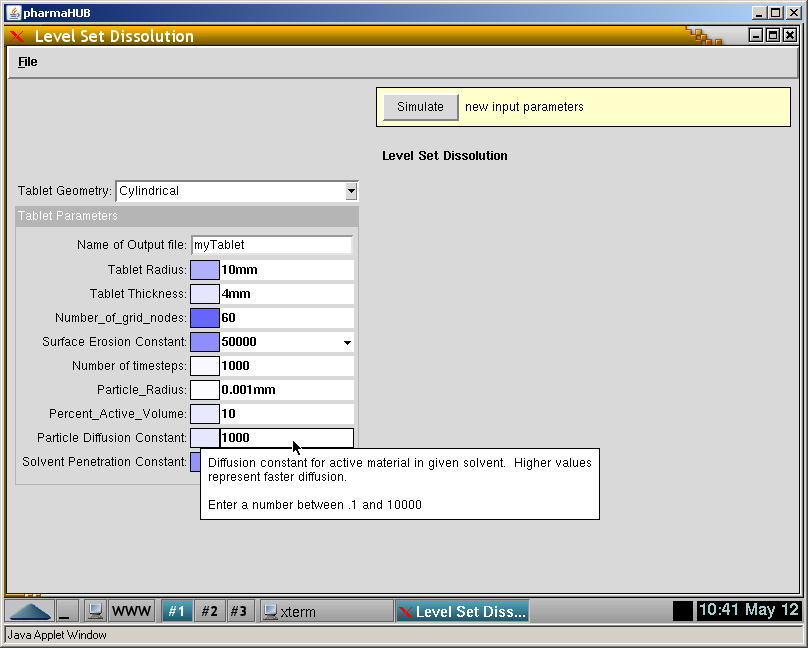 pharmaHUB
Level Set Dissolution
File
Simulate new input parameters
Level Set Dissolution
Tablet Geometry: Cylindrical
Tablet Parameters
Name of Output file: myTablet
Tablet Radius: 10mm
Tablet Thickness: 4mm
Number_of_grid_nodes: 60
Surface Erosion Constant: 50000
Number of timesteps: 1000
Particle_Radius: 0.001mm
Percent_Active_Volume: 10
Particle Diffusion Constant: 1000
Solvent Penetration Constant:
Diffusion constant for active material in given solvent. Higher values
represent faster diffusion.
Enter a number between .1 and 10000
WWW #1 #2 #3 xterm Level Set Diss... 10:41 May 12
Java Applet Window